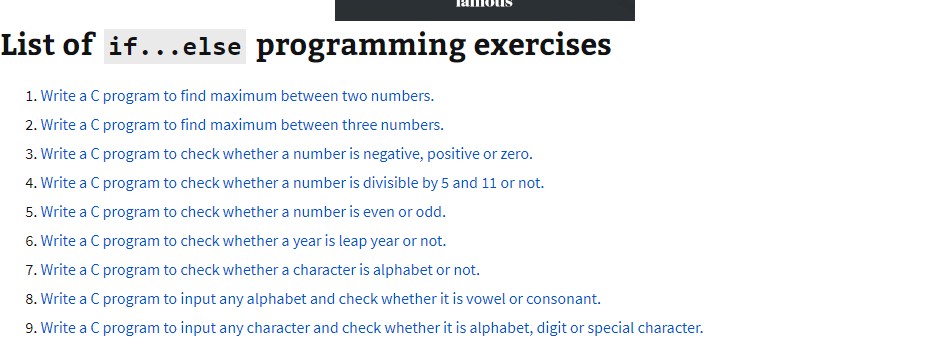 famous
List of if...else programming exercises
1. Write a C program to find maximum between two numbers.
2. Write a C program to find maximum between three numbers.
3. Write a C program to check whether a number is negative, positive or zero.
4. Write a C program to check whether a number is divisible by 5 and 11 or not.
5. Write a C program to check whether a number is even or odd.
6. Write a C program to check whether a year is leap year or not.
7. Write a C program to check whether a character is alphabet or not.
8. Write a C program to input any alphabet and check whether it is vowel or consonant.
9. Write a C program to input any character and check whether it is alphabet, digit or special character.